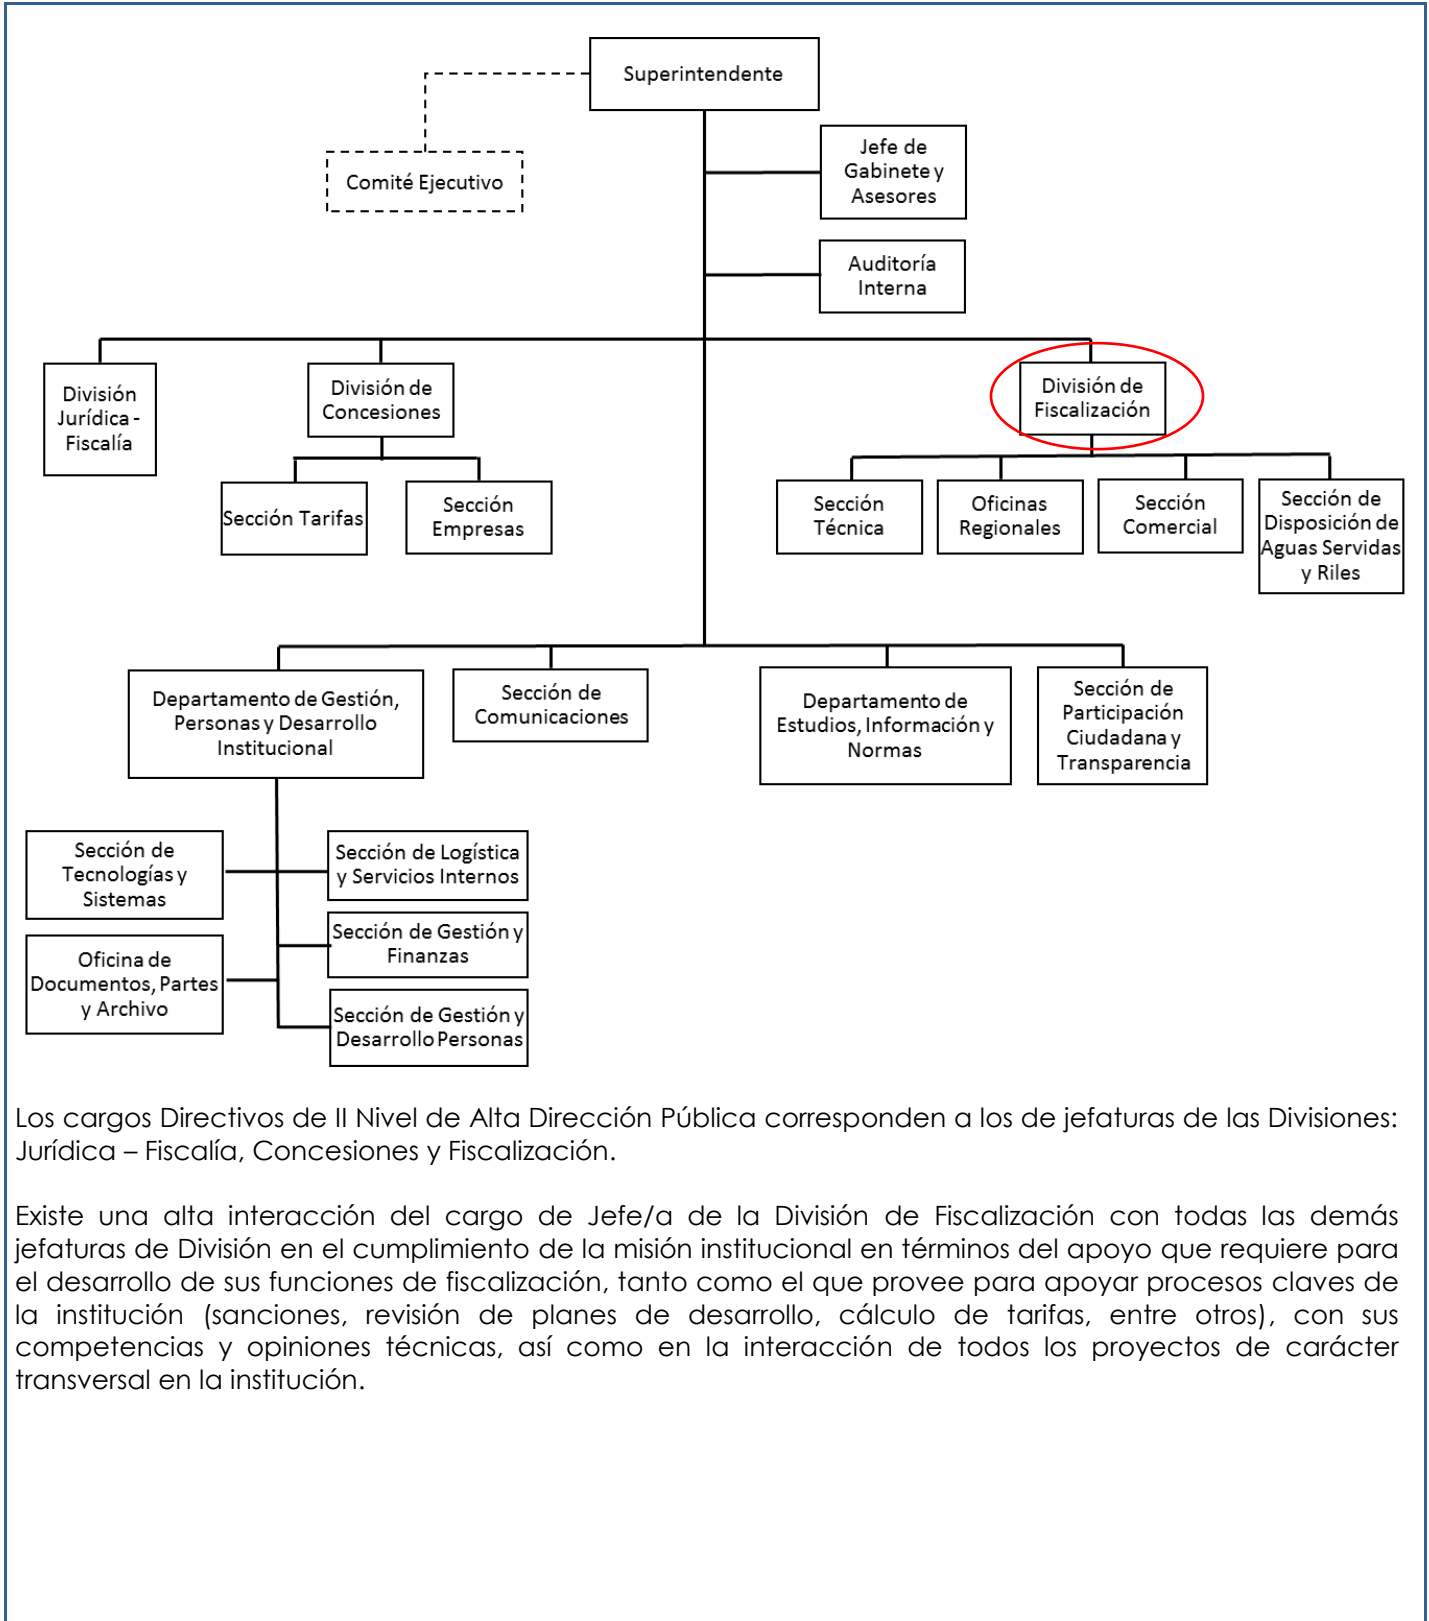 Superintendente
Comité Ejecutivo
Jefe de
Gabinete y
Asesores
Auditoría
Interna
División
Jurídica -
Fiscalía
División de
Concesiones
División de
Fiscalización
Sección Tarifas
Sección
Empresas
Sección
Técnica
Oficinas
Regionales
Sección
Comercial
Sección de
Disposición de
Aguas Servidas
y Riles
Departamento de Gestión,
Personas y Desarrollo
Institucional
Sección de
Comunicaciones
Departamento de
Estudios, Información y
Normas
Sección de
Participación
Ciudadana y
Transparencia
Sección de
Tecnologías y
Sistemas
Sección de Logística
y Servicios Internos
Oficina de
Documentos, Partes
y Archivo
Sección de Gestión y
Finanzas
Sección de Gestión y
Desarrollo Personas
Los cargos Directivos de II Nivel de Alta Dirección Pública corresponden a los de jefaturas de las Divisiones:
Jurídica – Fiscalía, Concesiones y Fiscalización.
Existe una alta interacción del cargo de Jefe/a de la División de Fiscalización con todas las demás
jefaturas de División en el cumplimiento de la misión institucional en términos del apoyo que requiere para
el desarrollo de sus funciones de fiscalización, tanto como el que provee para apoyar procesos claves de
la institución (sanciones, revisión de planes de desarrollo, cálculo de tarifas, entre otros), con sus
competencias y opiniones técnicas, así como en la interacción de todos los proyectos de carácter
transversal en la institución.